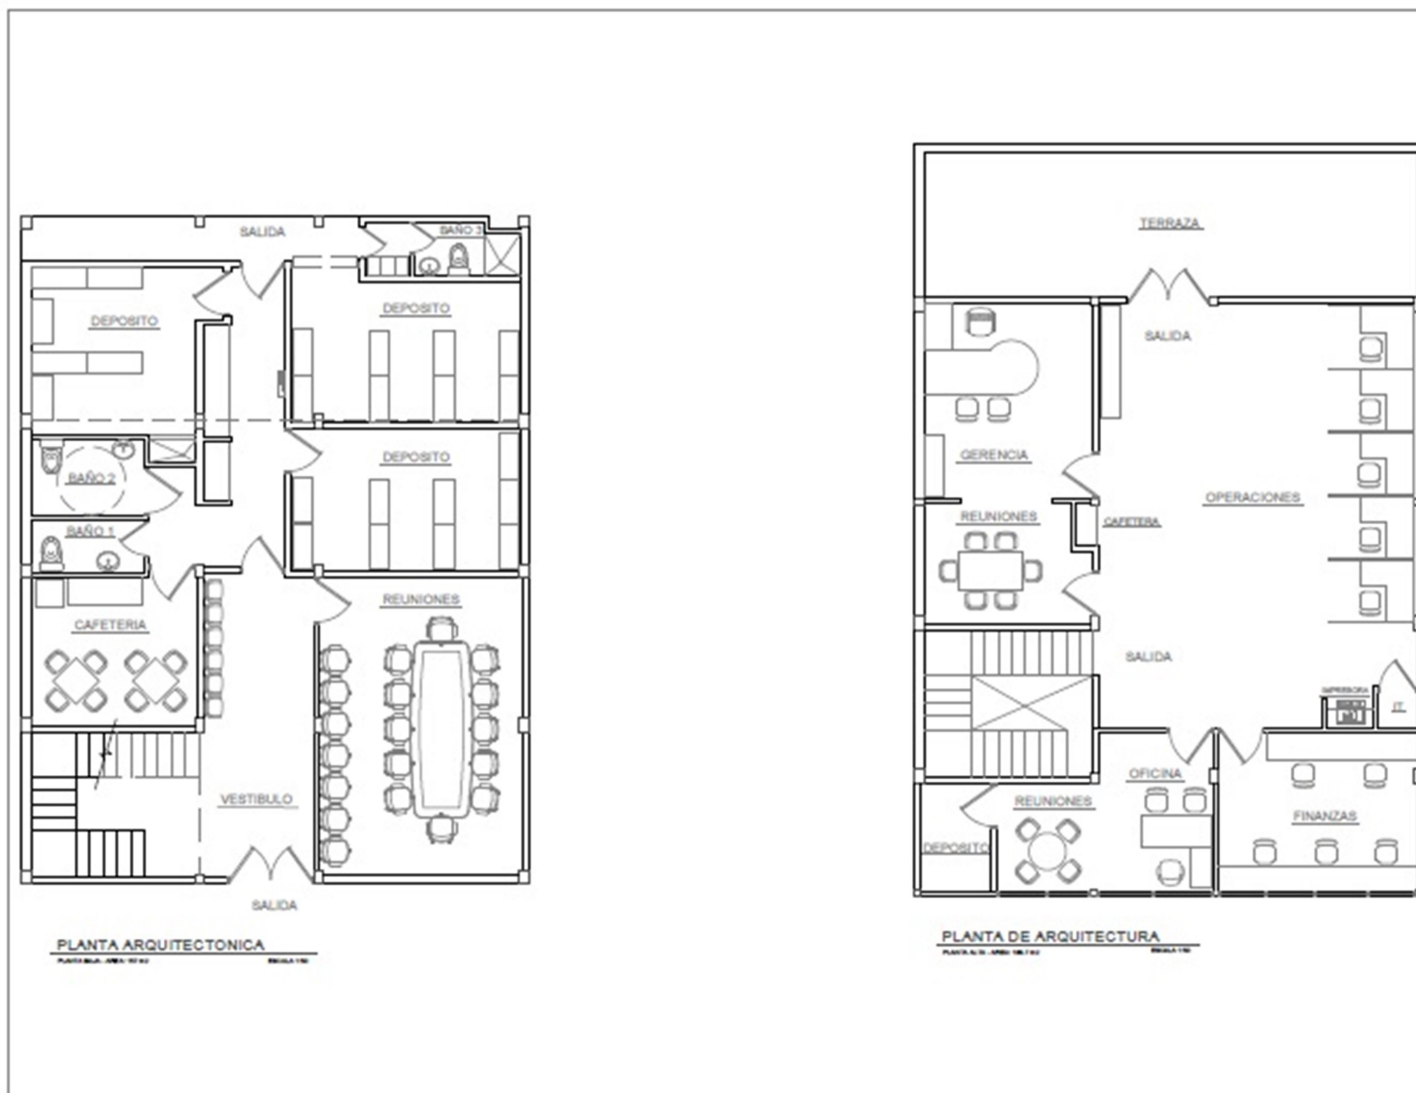 SALIDA
BAÑO 3
DEPOSITO
DEPOSITO
DEPOSITO
BAÑO 2
BAÑO 1
CAFETERIA
REUNIONES
VESTIBULO
SALIDA
PLANTA ARQUITECTONICA
TERRAZA
SALIDA
GERENCIA
OPERACIONES
REUNIONES
CAFETERA
SALIDA
IMPRESORA
IT
OFICINA
REUNIONES
FINANZAS
DEPOSITO
PLANTA DE ARQUITECTURA